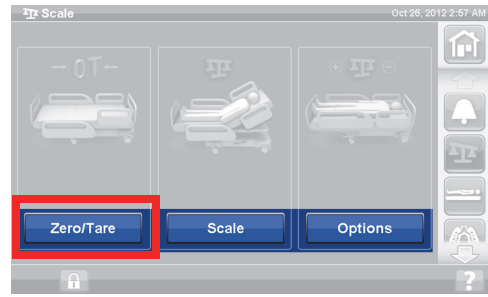 Scale Oct 26, 2012 2:57 AM
→ 0T ←
Zero/Tare Scale Options
?